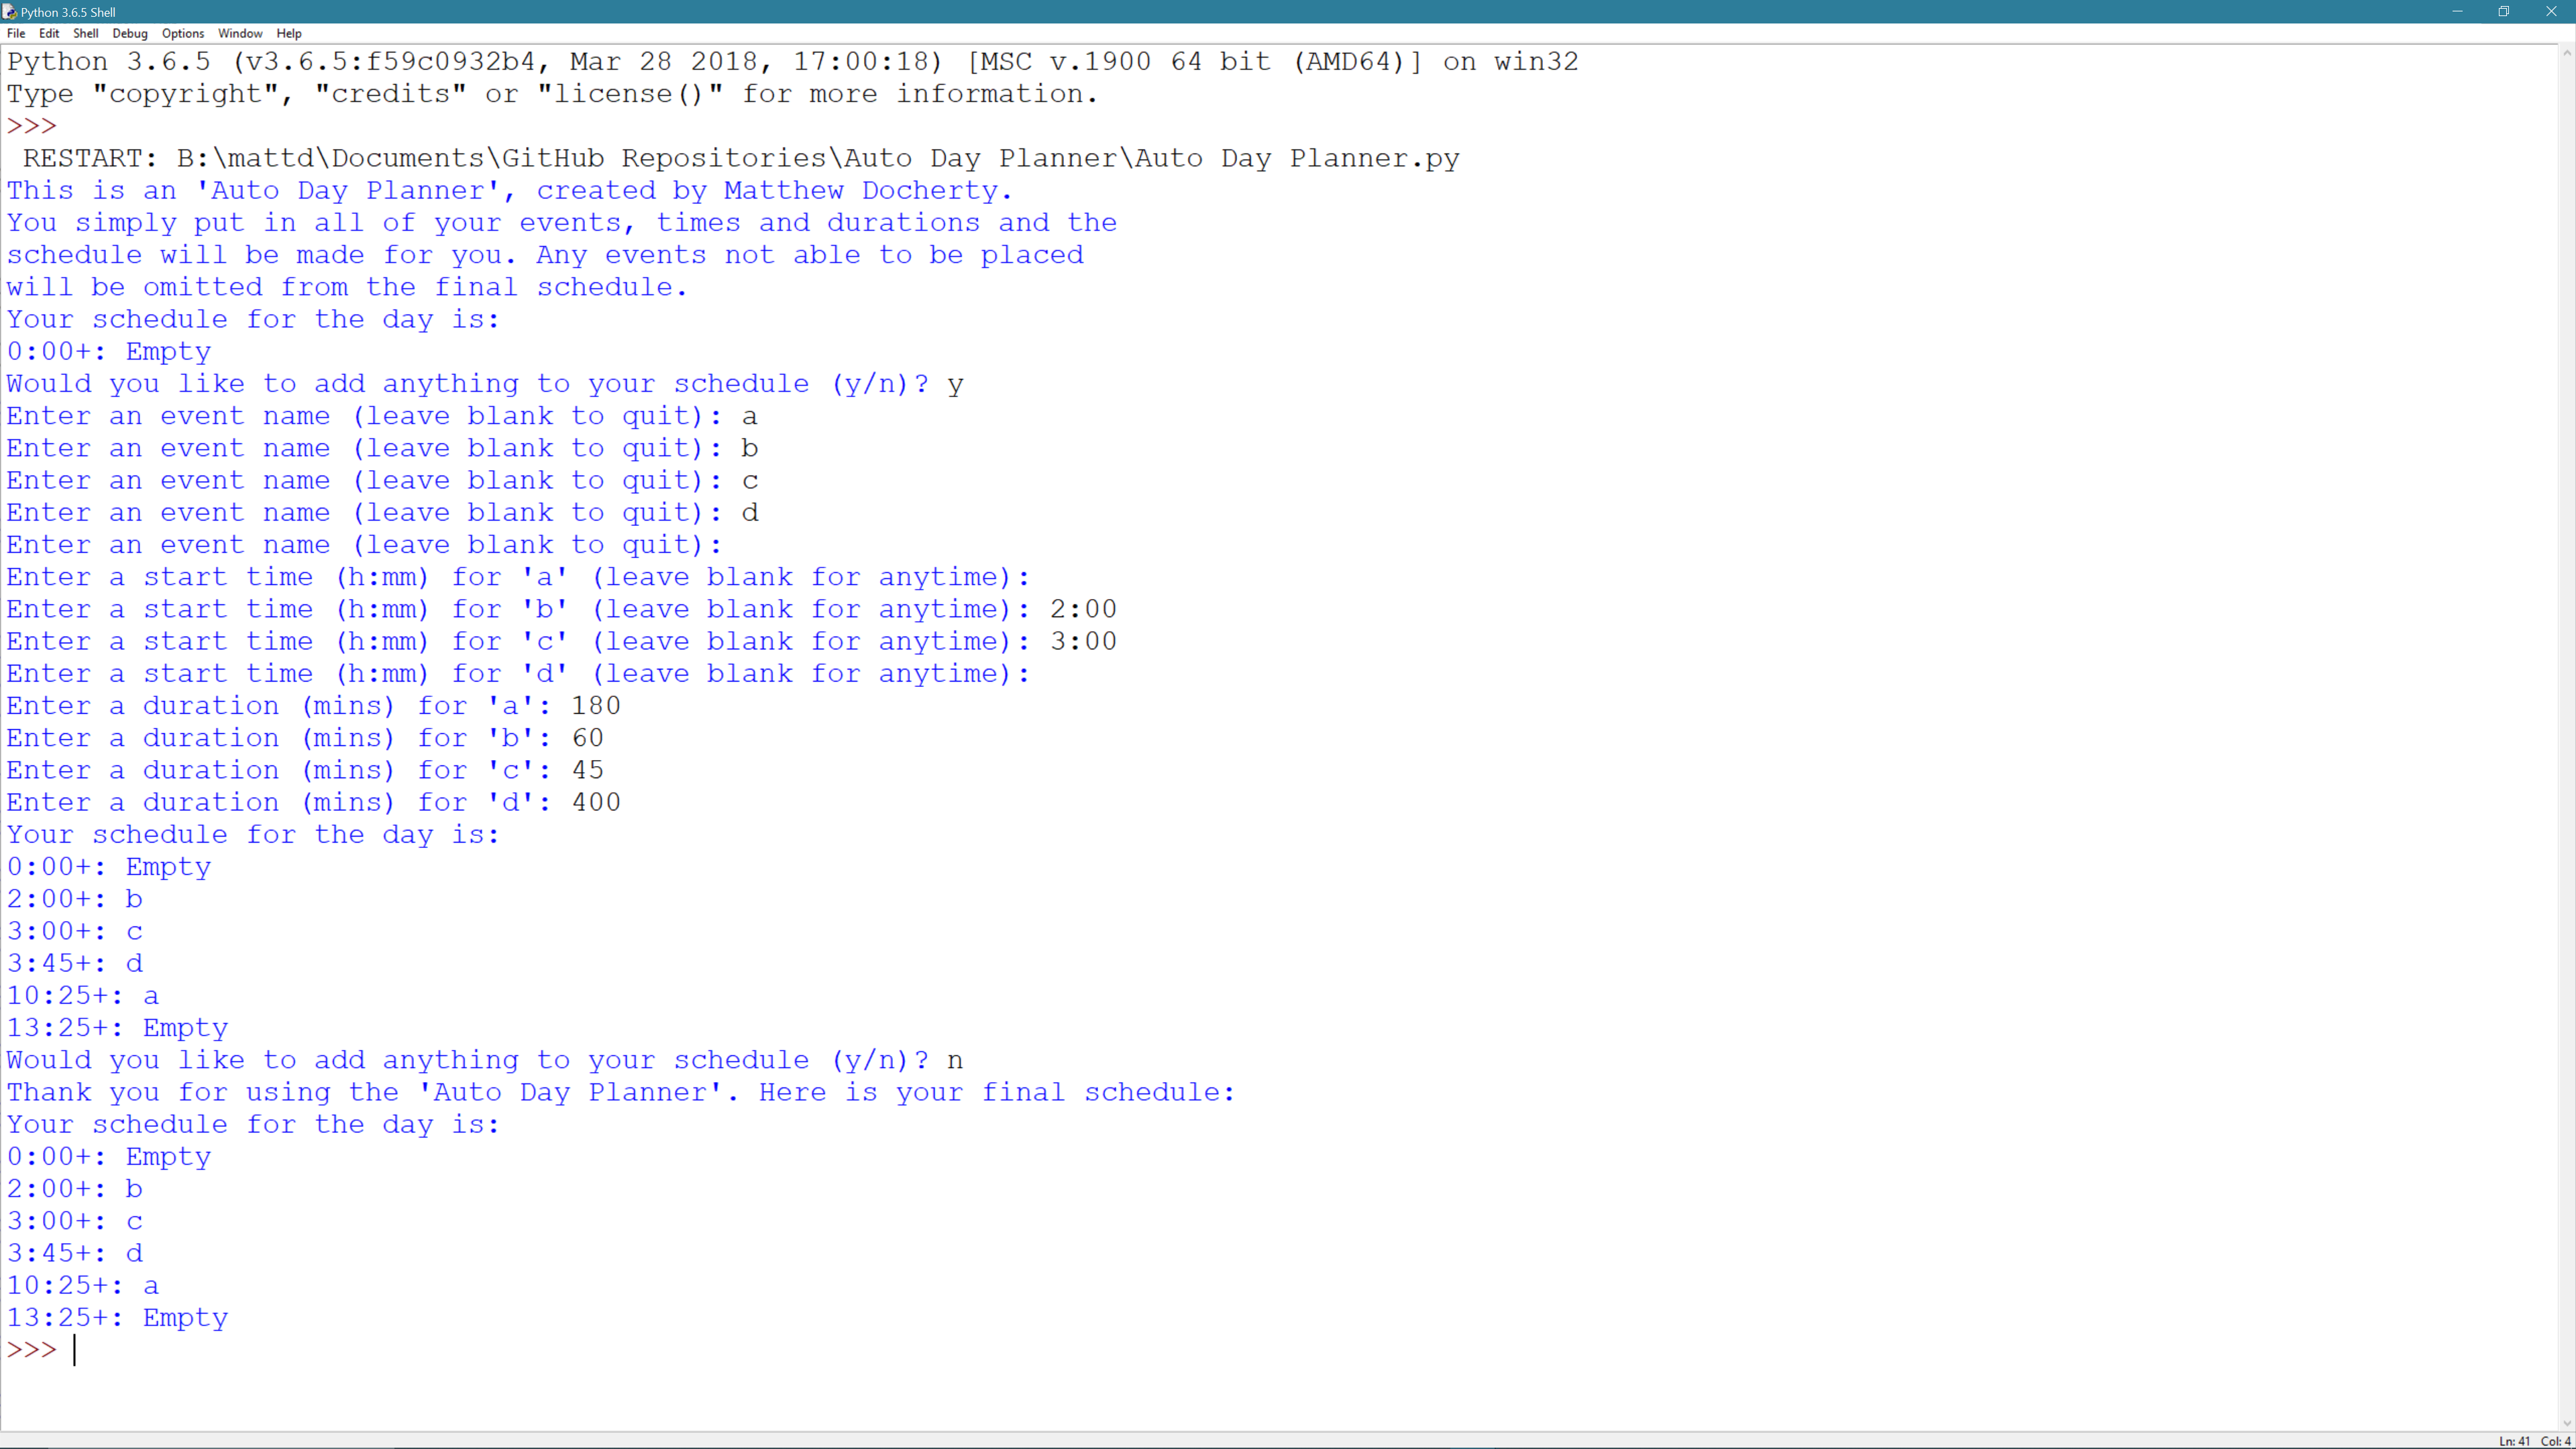 Python 3.6.5 Shell
File Edit Shell Debug Options Window Help
Python 3.6.5 (v3.6.5:f59c0932b4, Mar 28 2018, 17:00:18) [MSC v.1900 64 bit (AMD64)] on win32
Type "copyright", "credits" or "license()" for more information.
>>>
 RESTART: B:\mattd\Documents\GitHub Repositories\Auto Day Planner\Auto Day Planner.py
This is an 'Auto Day Planner', created by Matthew Docherty.
You simply put in all of your events, times and durations and the
schedule will be made for you. Any events not able to be placed
will be omitted from the final schedule.
Your schedule for the day is:
0:00+: Empty
Would you like to add anything to your schedule (y/n)? y
Enter an event name (leave blank to quit): a
Enter an event name (leave blank to quit): b
Enter an event name (leave blank to quit): c
Enter an event name (leave blank to quit): d
Enter an event name (leave blank to quit):
Enter a start time (h:mm) for 'a' (leave blank for anytime):
Enter a start time (h:mm) for 'b' (leave blank for anytime): 2:00
Enter a start time (h:mm) for 'c' (leave blank for anytime): 3:00
Enter a start time (h:mm) for 'd' (leave blank for anytime):
Enter a duration (mins) for 'a': 180
Enter a duration (mins) for 'b': 60
Enter a duration (mins) for 'c': 45
Enter a duration (mins) for 'd': 400
Your schedule for the day is:
0:00+: Empty
2:00+: b
3:00+: c
3:45+: d
10:25+: a
13:25+: Empty
Would you like to add anything to your schedule (y/n)? n
Thank you for using the 'Auto Day Planner'. Here is your final schedule:
Your schedule for the day is:
0:00+: Empty
2:00+: b
3:00+: c
3:45+: d
10:25+: a
13:25+: Empty
>>>
Ln: 41 Col: 4